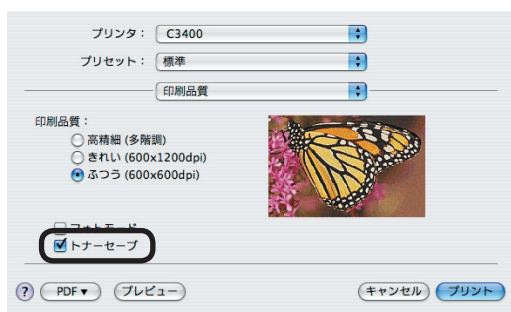 プリンタ： C3400
プリセット： 標準
印刷品質
印刷品質：
高精細 (多階調)
きれい (600x1200dpi)
ふつう (600x600dpi)
フォトモード
トナーセーブ
? PDF▼ プレビュー キャンセル プリント